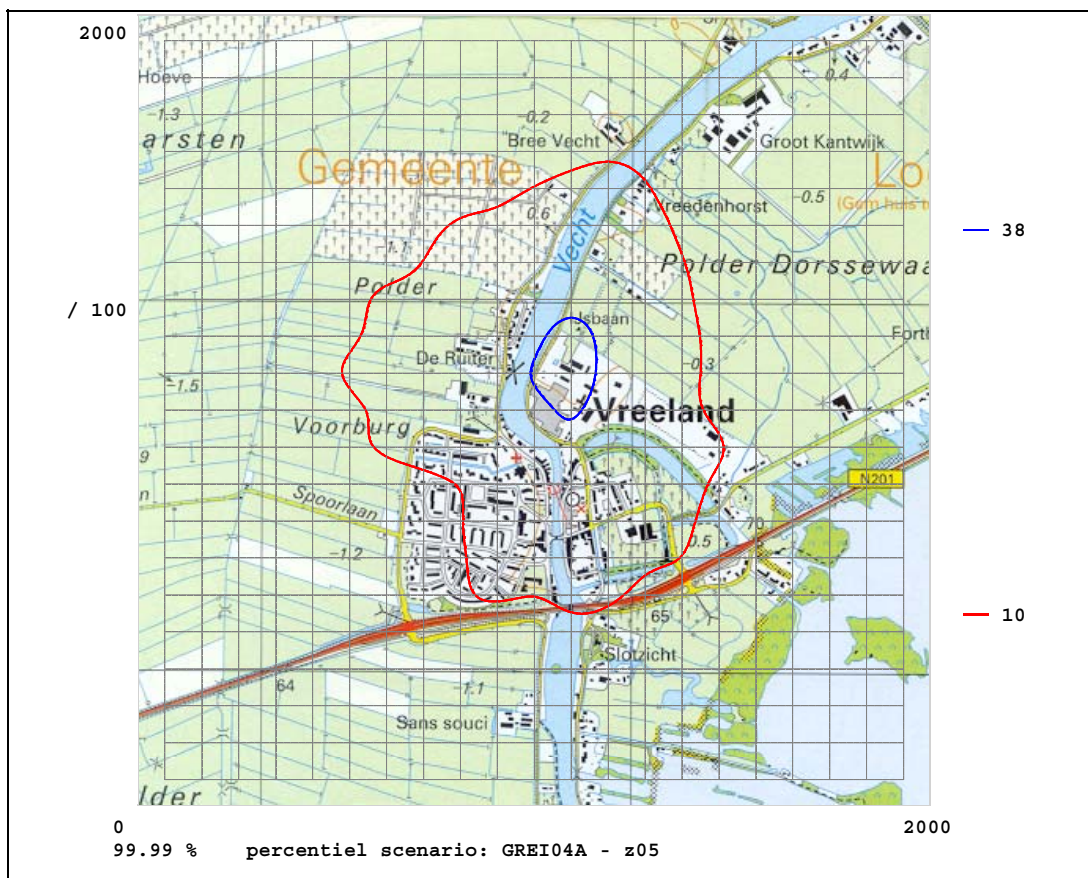 2000
Hoeve
-1.3
arsten
0.4
-0.2
Bree Vecht
Groot Kantwijk
Gemeente
Lo
(Gem huis
-0.5
Vreedenhorst
0.6
Vecht
-1.1
Polder
Polder Dorssewaa
38
/ 100
IJsbaan
De Ruiter
Forth
-0.3
-1.5
Vreeland
Voorburg
9
n
N201
Spoorlaan
70
-1.2
0.5
65
10
Slotzicht
64
-1.1
Sans souci
lder
0
2000
99.99 % percentiel scenario: GREI04A - z05